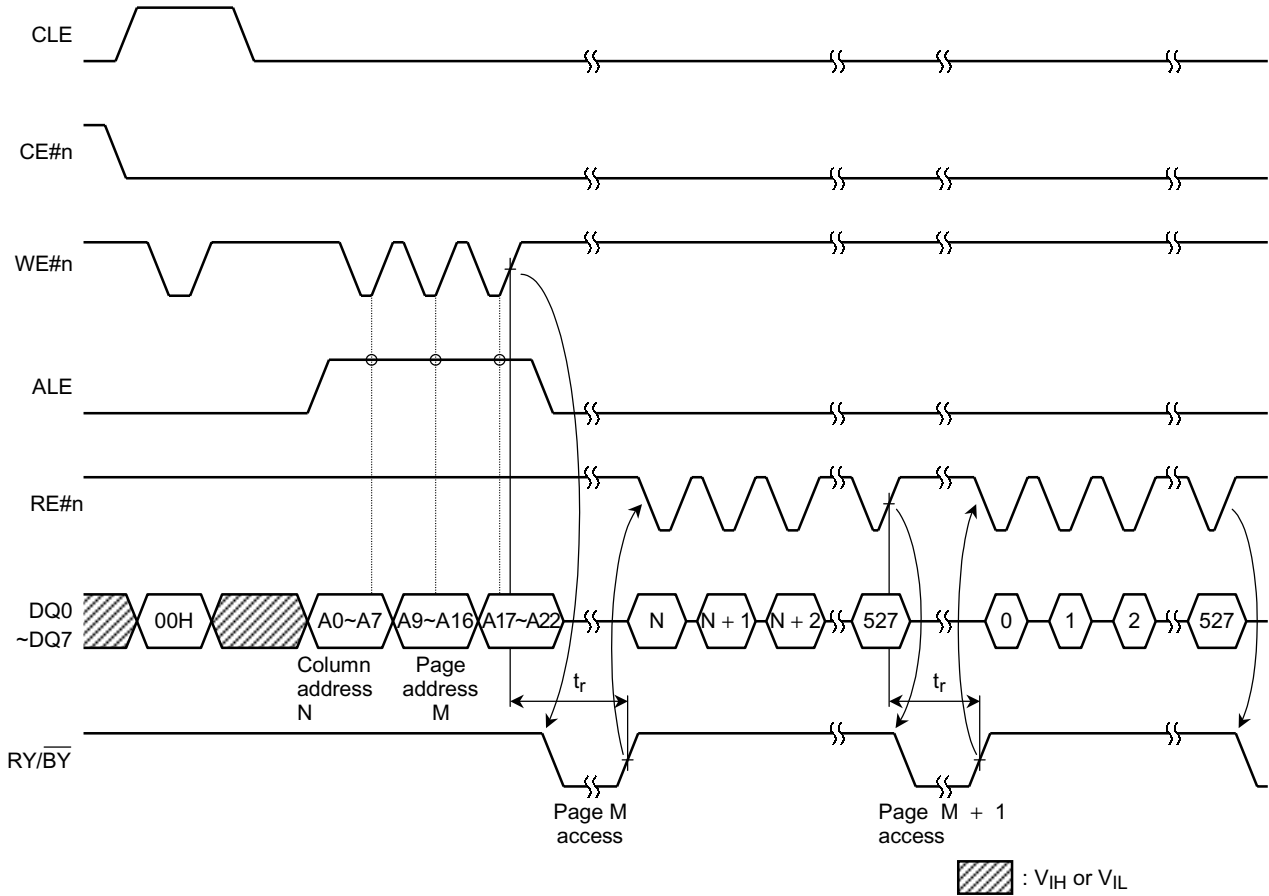 CLE
CE#n
WE#n
ALE
RE#n
DQ0
~DQ7
00H
A0~A7
A9~A16
A17~A22
N
N + 1
N + 2
527
0
1
2
527
Column
address
N
Page
address
M
tr
tr
RY/BY
Page M
access
Page M + 1
access
: VIH or VIL